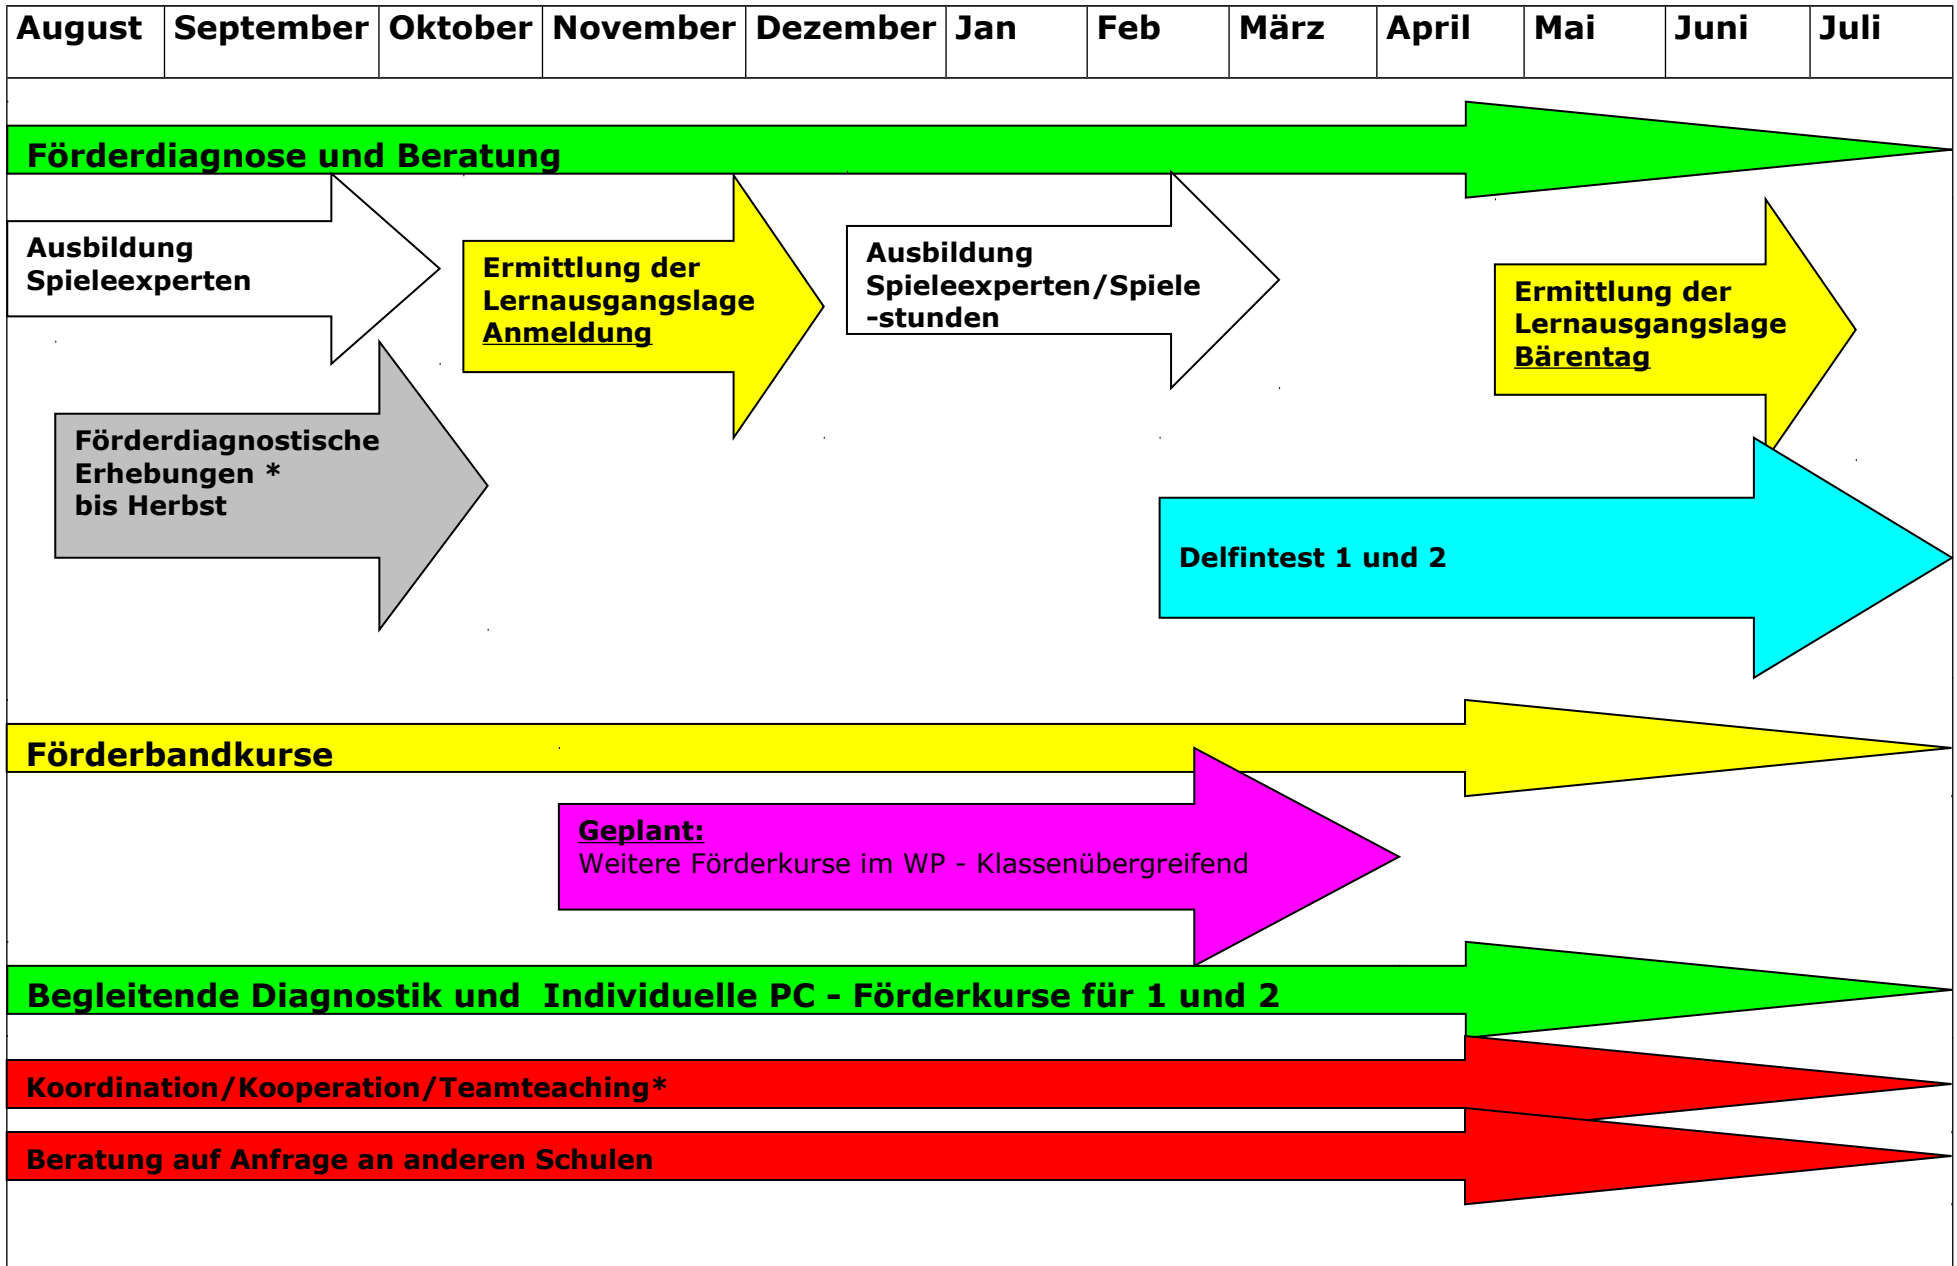 August September Oktober November Dezember Jan Feb März April Mai Juni Juli
Förderdiagnose und Beratung
Ausbildung
Spieleexperten
Ermittlung der
Lernausgangslage
Anmeldung
Ausbildung
Spieleexperten/Spiele
-stunden
Ermittlung der
Lernausgangslage
Bärentag
Förderdiagnostische
Erhebungen *
bis Herbst
Delfintest 1 und 2
Förderbandkurse
Geplant:
Weitere Förderkurse im WP - Klassenübergreifend
Begleitende Diagnostik und  Individuelle PC - Förderkurse für 1 und 2
Koordination/Kooperation/Teamteaching*
Beratung auf Anfrage an anderen Schulen